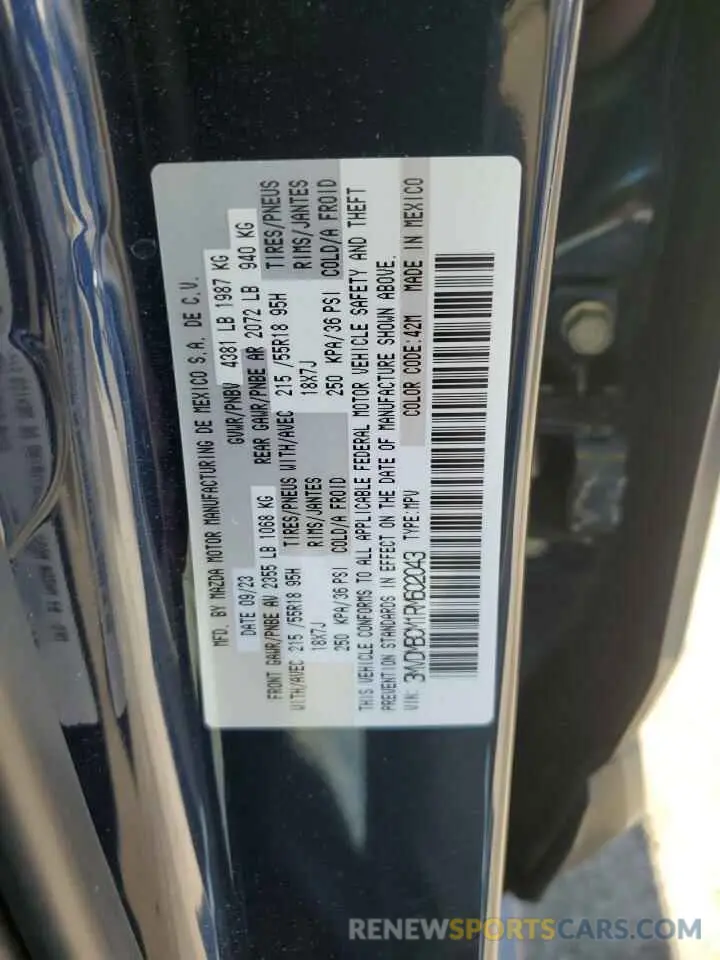 MFD. BY MAZDA MOTOR MANUFACTURING DE MEXICO S.A. DE C.V.
DATE 09/23 GVWR/PNBV 4381 LB 1987 KG
FRONT GAWR/PNBE AV 2355 LB 1068 KG REAR GAWR/PNBE AR 2072 LB 940 KG
WITH/AVEC 215 /55R18 95H TIRES/PNEUS WITH/AVEC 215 /55R18 95H TIRES/PNEUS
18X7J RIMS/JANTES 18X7J RIMS/JANTES
250 KPA/36 PSI COLD/A FROID 250 KPA/36 PSI COLD/A FROID
THIS VEHICLE CONFORMS TO ALL APPLICABLE FEDERAL MOTOR VEHICLE SAFETY AND THEFT
PREVENTION STANDARDS IN EFFECT ON THE DATE OF MANUFACTURE SHOWN ABOVE.
VIN: 3MVDMBCM1RM602043 TYPE:MPV COLOR CODE:42M MADE IN MEXICO
RENEWSPORTSCARS.COM